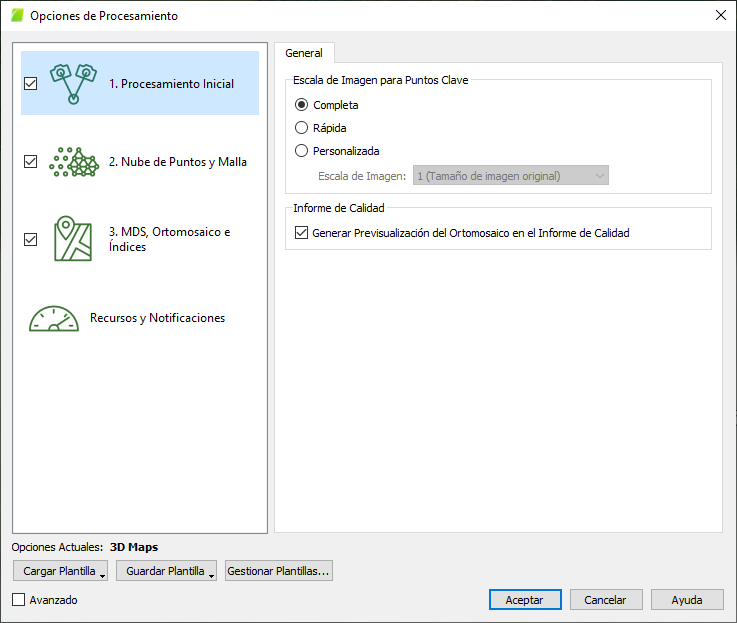 Opciones de Procesamiento
1. Procesamiento Inicial
2. Nube de Puntos y Malla
3. MDS, Ortomosaico e
Índices
Recursos y Notificaciones
General
Escala de Imagen para Puntos Clave
Completa
Rápida
Personalizada
Escala de Imagen: 1 (Tamaño de imagen original)
Informe de Calidad
Generar Previsualización del Ortomosaico en el Informe de Calidad
Opciones Actuales: 3D Maps
Cargar Plantilla Guardar Plantilla Gestionar Plantillas...
Avanzado
Aceptar Cancelar Ayuda